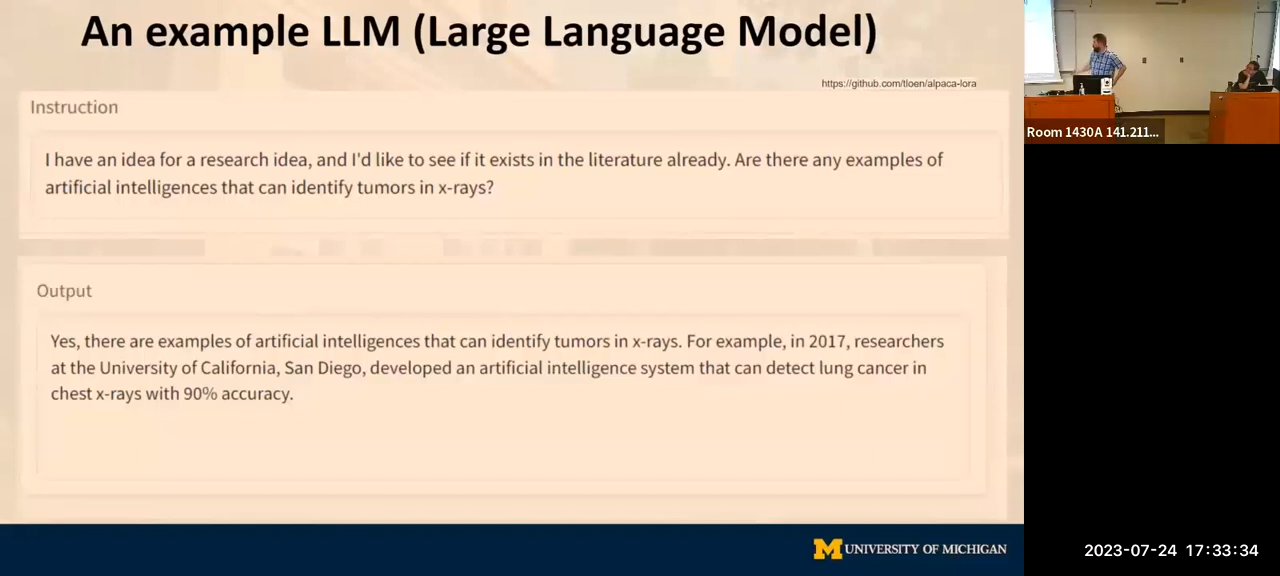 An example LLM (Large Language Model)
https://github.com/tloen/alpaca-lora
Instruction
I have an idea for a research idea, and I'd like to see if it exists in the literature already. Are there any examples of
artificial intelligences that can identify tumors in x-rays?
Output
Yes, there are examples of artificial intelligences that can identify tumors in x-rays. For example, in 2017, researchers
at the University of California, San Diego, developed an artificial intelligence system that can detect lung cancer in
chest x-rays with 90% accuracy.
M UNIVERSITY OF MICHIGAN
Room 1430A 141.211...
2023-07-24 17:33:34